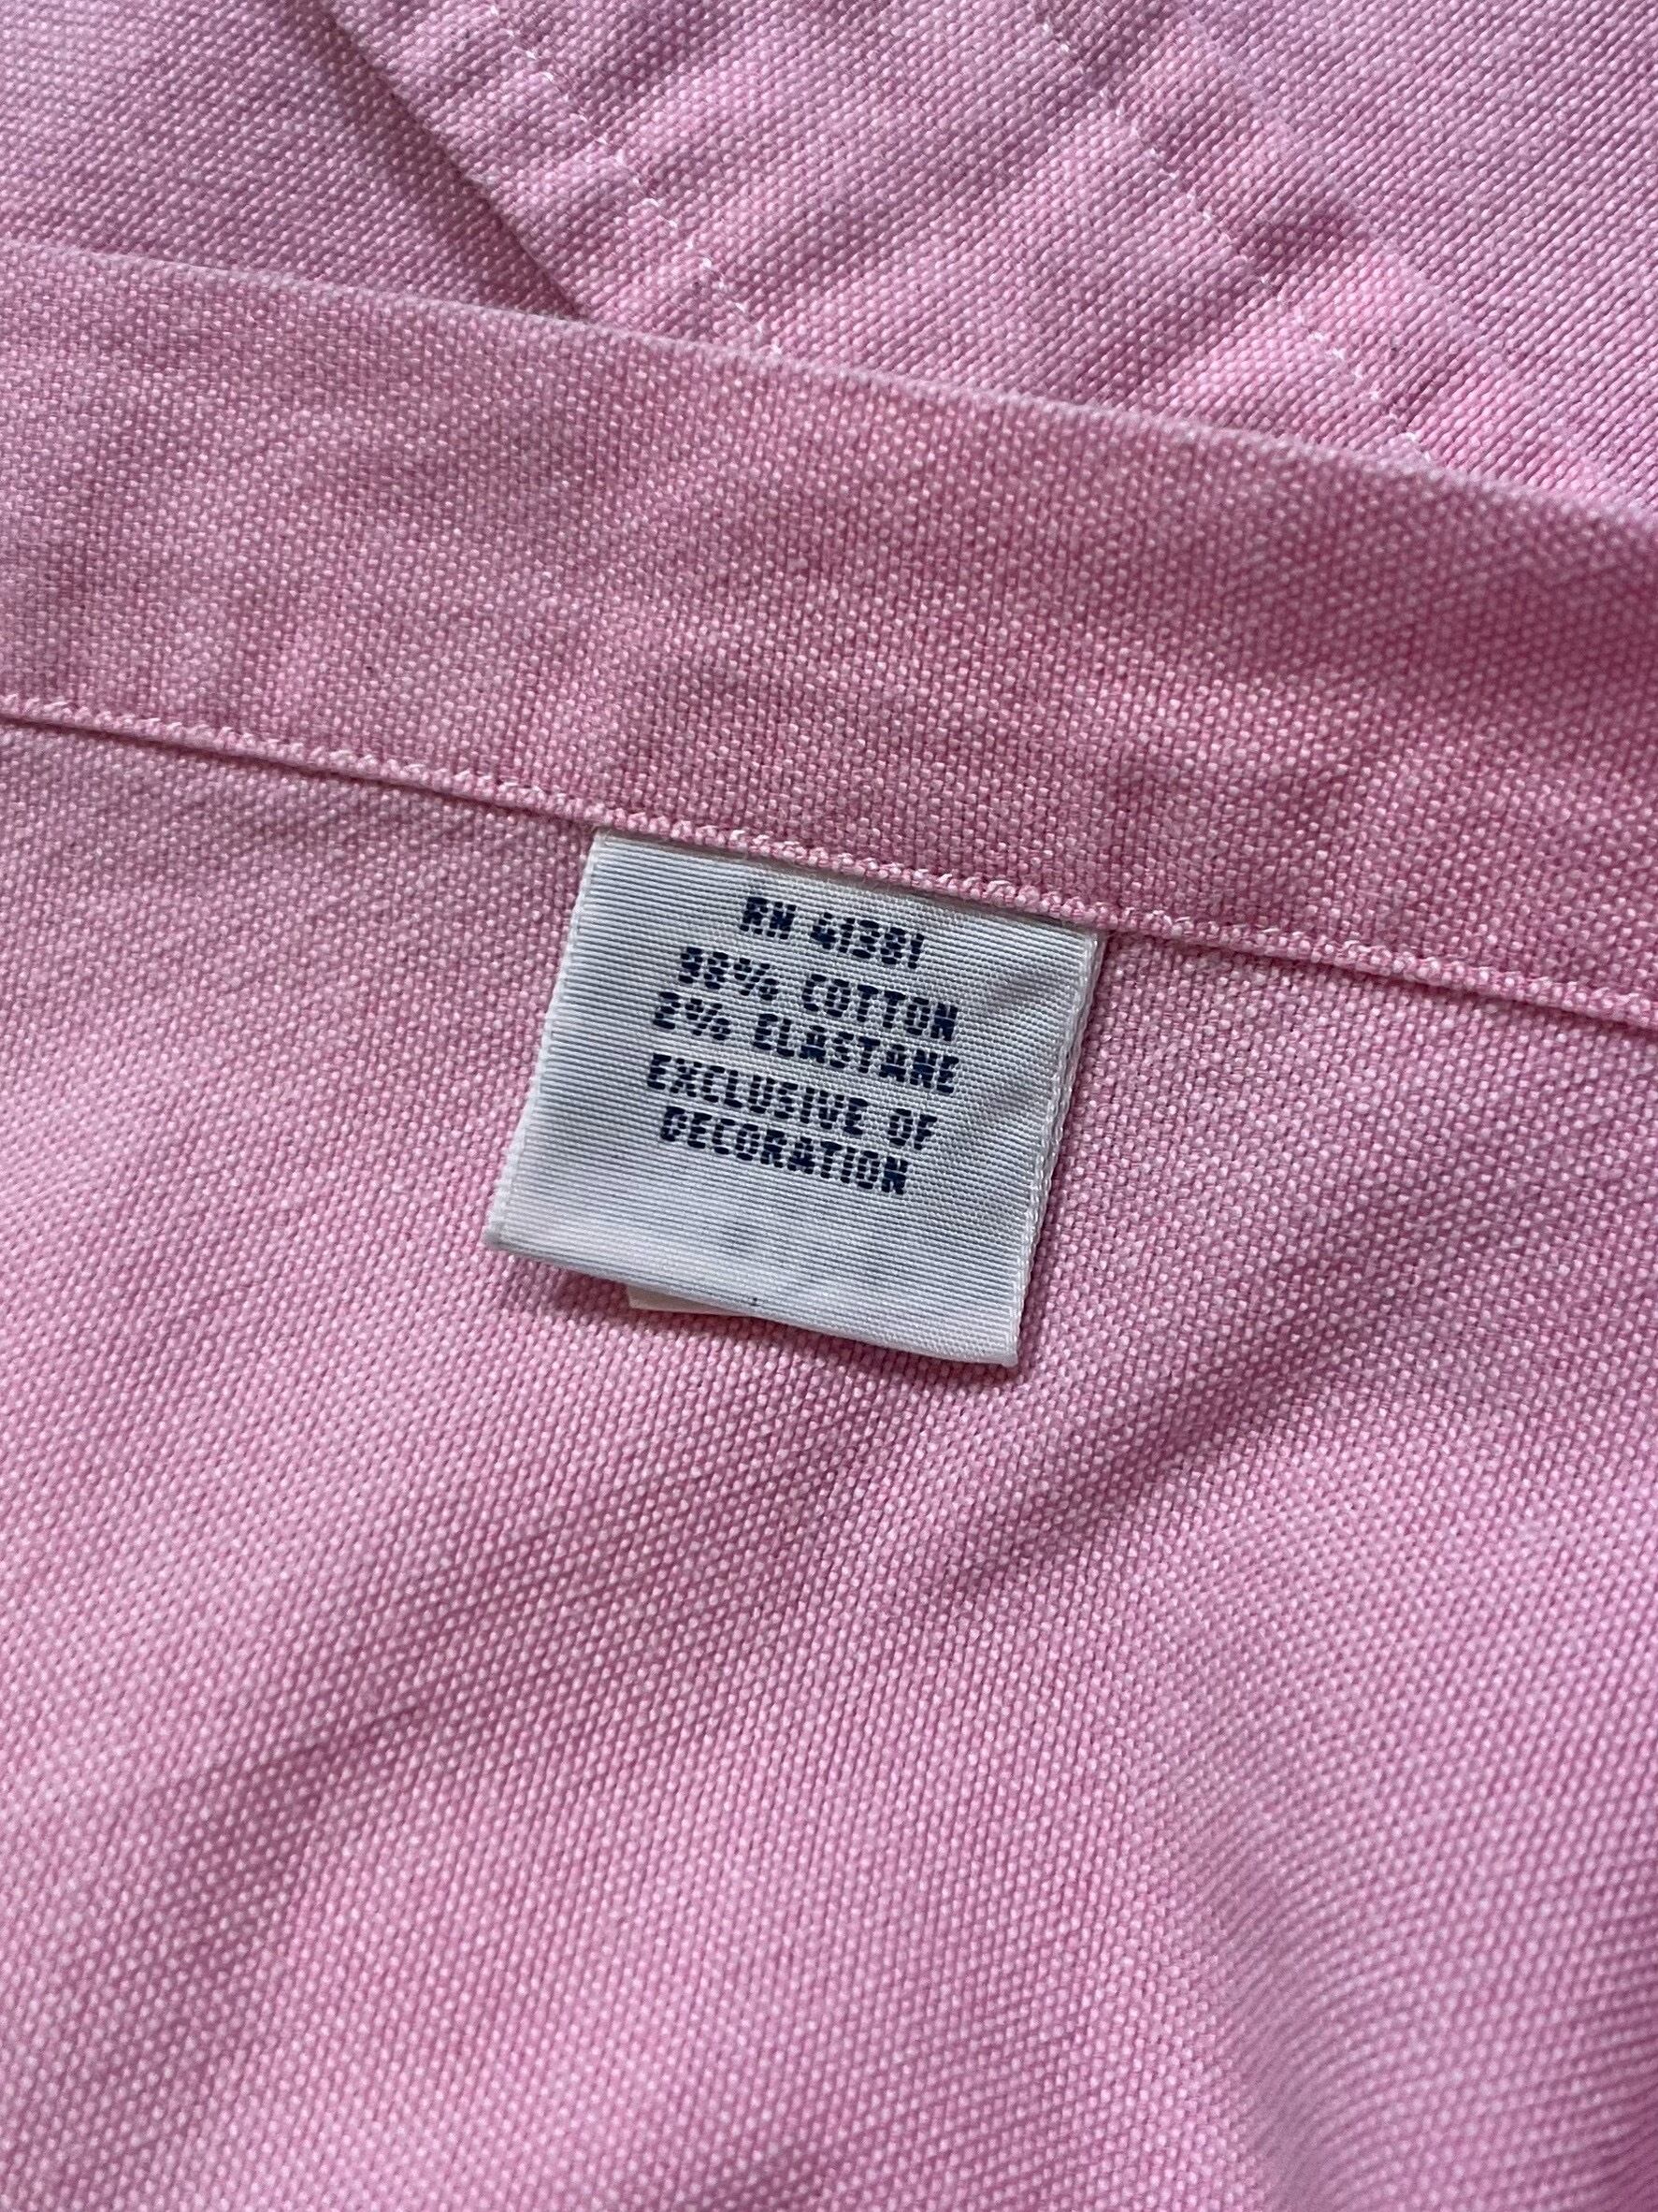 RN 41381
98% COTTON
2% ELASTANE
EXCLUSIVE OF
DECORATION